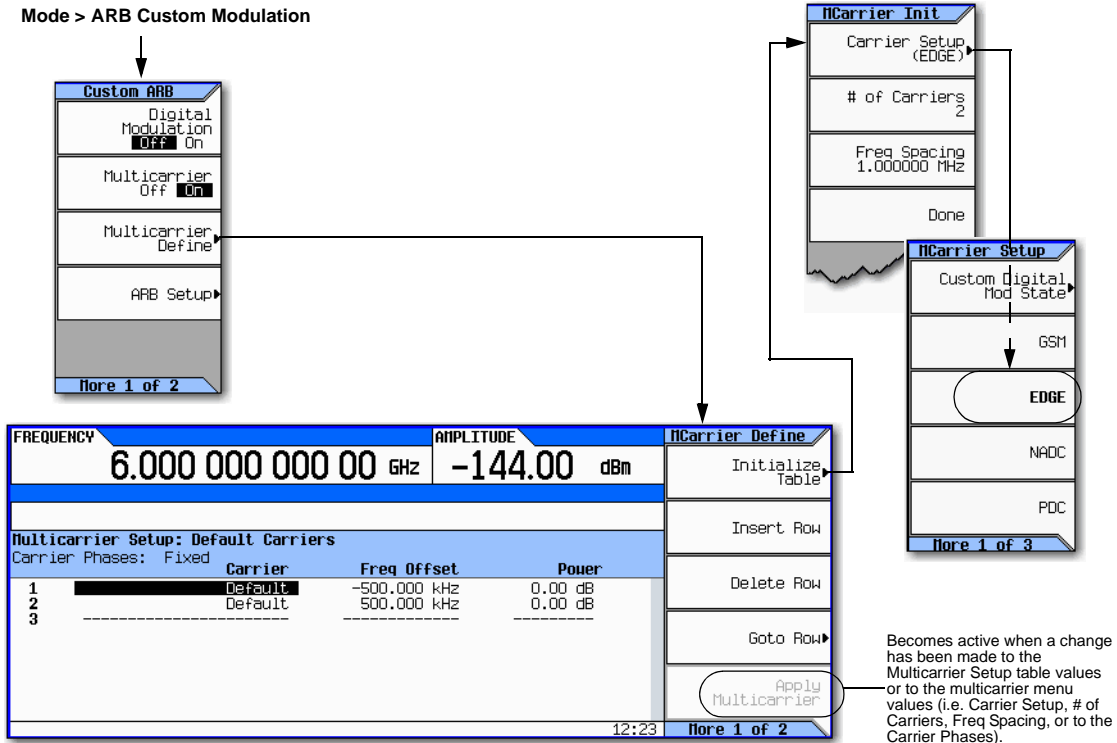 Mode > ARB Custom Modulation
Custom ARB
Digital
Modulation
Off On
Multicarrier
Off On
Multicarrier
Define
ARB Setup
More 1 of 2
MCarrier Init
Carrier Setup
(EDGE)
# of Carriers
2
Freq Spacing
1.000000 MHz
Done
MCarrier Setup
Custom Digital
Mod State
GSM
EDGE
NADC
PDC
More 1 of 3
FREQUENCY
6.000 000 000 00 GHz
AMPLITUDE
-144.00 dBm
Multicarrier Setup: Default Carriers
Carrier Phases: Fixed
Carrier Freq Offset Power
1 Default -500.000 kHz 0.00 dB
2 Default 500.000 kHz 0.00 dB
3 ----------------------- ------------- ---------
12:23
MCarrier Define
Initialize
Table
Insert Row
Delete Row
Goto Row
Apply
Multicarrier
More 1 of 2
Becomes active when a change
has been made to the
Multicarrier Setup table values
or to the multicarrier menu
values (i.e. Carrier Setup, # of
Carriers, Freq Spacing, or to the
Carrier Phases).